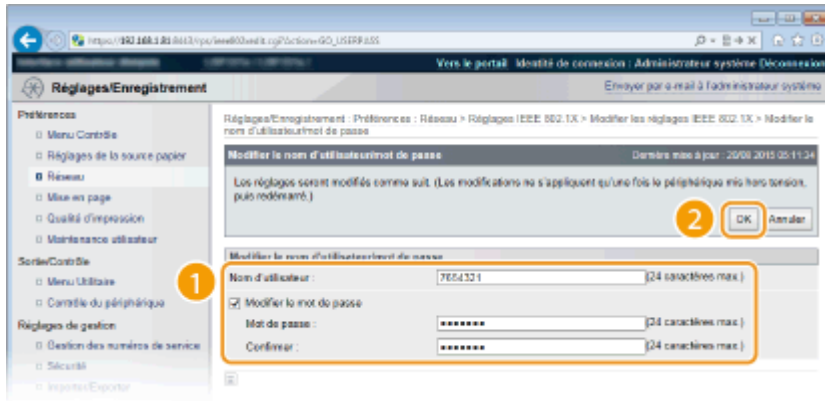 Vers le portail Identité de connexion : Administrateur système Déconnexion
Réglages/Enregistrement
Envoyer par e-mail à l'administrateur système
Préférences
Menu Contrôle
Réglages de la source papier
Réseau
Mise en page
Qualité d'impression
Maintenance utilisateur
Sortie/Contrôle
Menu Utilitaire
Contrôle du périphérique
Réglages de gestion
Gestion des numéros de service
Sécurité
Importer/Exporter
Réglages/Enregistrement : Préférences : Réseau > Réglages IEEE 802.1X > Modifier les réglages IEEE 802.1X > Modifier le
nom d'utilisateur/mot de passe
Modifier le nom d'utilisateur/mot de passe
Dernière mise à jour :
Les réglages seront modifiés comme suit. (Les modifications ne s'appliquent qu'une fois le périphérique mis hors tension,
puis redémarré.)
2
OK Annuler
Modifier le nom d'utilisateur/mot de passe
1
Nom d'utilisateur : 7654321 (24 caractères max.)
Modifier le mot de passe
Mot de passe : ••••••• (24 caractères max.)
Confirmer : ••••••• (24 caractères max.)